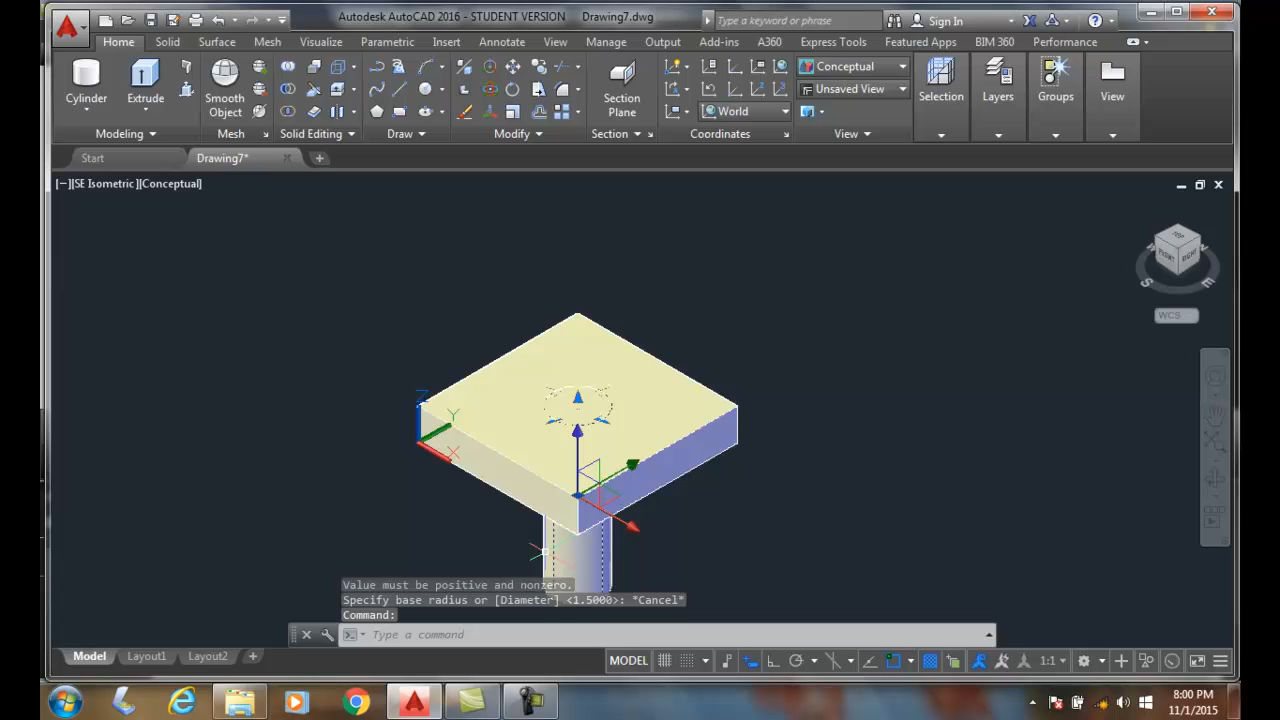 Autodesk AutoCAD 2016 - STUDENT VERSION Drawing7.dwg
Type a keyword or phrase
Sign In
Home Solid Surface Mesh Visualize Parametric Insert Annotate View Manage Output Add-ins A360 Express Tools Featured Apps BIM 360 Performance
Cylinder
Extrude
Smooth
Object
Section
Plane
Conceptual
Unsaved View
World
Selection
Layers
Groups
View
Modeling
Mesh
Solid Editing
Draw
Modify
Section
Coordinates
View
Start
Drawing7*
[−][SE Isometric][Conceptual]
TOP
FRONT
RIGHT
S
E
WCS
Z
Y
X
Value must be positive and nonzero.
Specify base radius or [Diameter] <1.5000>: *Cancel*
Command:
Type a command
Model
Layout1
Layout2
MODEL
1:1
8:00 PM
11/1/2015